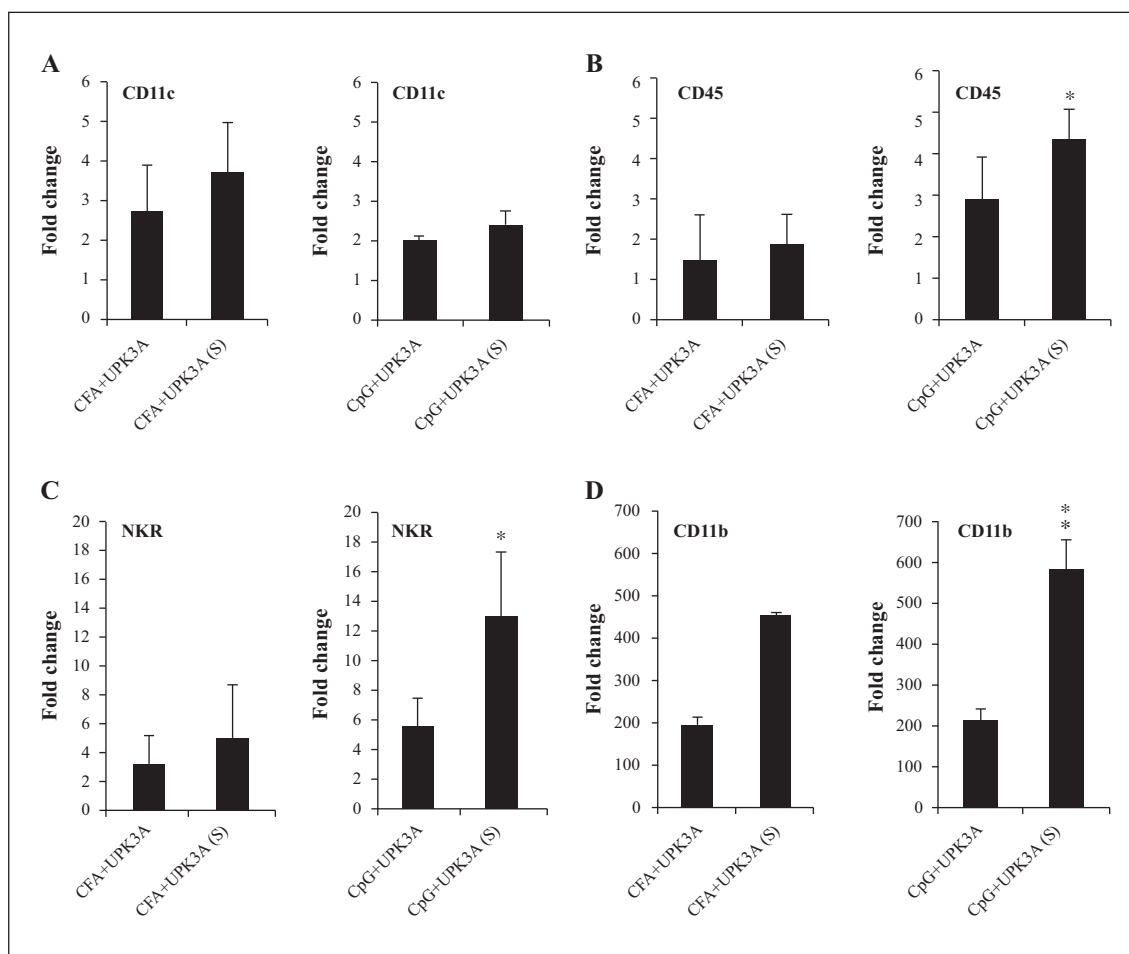 A
CD11c
Fold change
6
5
4
3
2
1
0
CFA+UPK3A
CFA+UPK3A (S)
CD11c
Fold change
6
5
4
3
2
1
0
CpG+UPK3A
CpG+UPK3A (S)
B
CD45
Fold change
6
5
4
3
2
1
0
CFA+UPK3A
CFA+UPK3A (S)
CD45
*
Fold change
6
5
4
3
2
1
0
CpG+UPK3A
CpG+UPK3A (S)
C
NKR
Fold change
20
18
16
14
12
10
8
6
4
2
0
CFA+UPK3A
CFA+UPK3A (S)
NKR
*
Fold change
20
18
16
14
12
10
8
6
4
2
0
CpG+UPK3A
CpG+UPK3A (S)
D
CD11b
Fold change
700
600
500
400
300
200
100
0
CFA+UPK3A
CFA+UPK3A (S)
CD11b
*
*
Fold change
700
600
500
400
300
200
100
0
CpG+UPK3A
CpG+UPK3A (S)